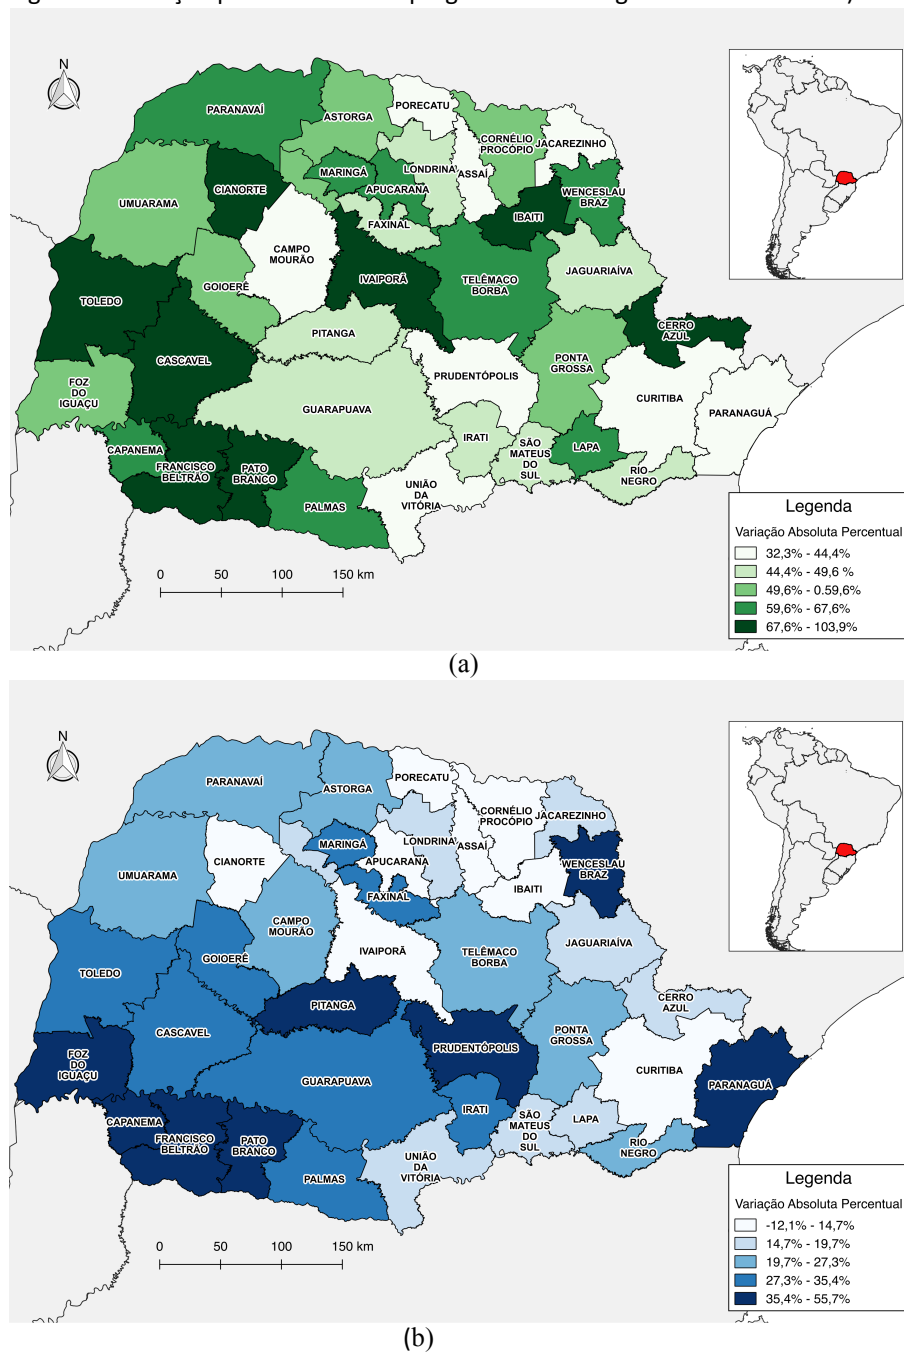 N
PARANAVAÍ
ASTORGA
PORECATU
CORNÉLIO
PROCÓPIO
JACAREZINHO
LONDRINA
ASSAÍ
MARINGÁ
APUCARANA
WENCESLAU
BRAZ
CIANORTE
UMUARAMA
IBAITI
FAXINAL
CAMPO
MOURÃO
IVAIPORÃ
TELÊMACO
BORBA
JAGUARIAÍVA
GOIOERÊ
TOLEDO
PITANGA
CERRO
AZUL
CASCAVEL
PONTA
GROSSA
PRUDENTÓPOLIS
FOZ
DO
IGUAÇU
CURITIBA
GUARAPUAVA
PARANAGUÁ
IRATI
SÃO
MATEUS
DO
SUL
LAPA
CAPANEMA
FRANCISCO
BELTRÃO
PATO
BRANCO
RIO
NEGRO
UNIÃO
DA
VITÓRIA
PALMAS
0 50 100 150 km
Legenda
Variação Absoluta Percentual
32,3% - 44,4%
44,4% - 49,6 %
49,6% - 0.59,6%
59,6% - 67,6%
67,6% - 103,9%
(a)
N
PARANAVAÍ
ASTORGA
PORECATU
CORNÉLIO
PROCÓPIO
JACAREZINHO
LONDRINA
ASSAÍ
MARINGÁ
APUCARANA
WENCESLAU
BRAZ
CIANORTE
UMUARAMA
IBAITI
FAXINAL
CAMPO
MOURÃO
IVAIPORÃ
TELÊMACO
BORBA
JAGUARIAÍVA
GOIOERÊ
TOLEDO
PITANGA
CERRO
AZUL
CASCAVEL
PONTA
GROSSA
PRUDENTÓPOLIS
FOZ
DO
IGUAÇU
CURITIBA
GUARAPUAVA
PARANAGUÁ
IRATI
SÃO
MATEUS
DO
SUL
LAPA
CAPANEMA
FRANCISCO
BELTRÃO
PATO
BRANCO
RIO
NEGRO
UNIÃO
DA
VITÓRIA
PALMAS
0 50 100 150 km
Legenda
Variação Absoluta Percentual
-12,1% - 14,7%
14,7% - 19,7%
19,7% - 27,3%
27,3% - 35,4%
35,4% - 55,7%
(b)